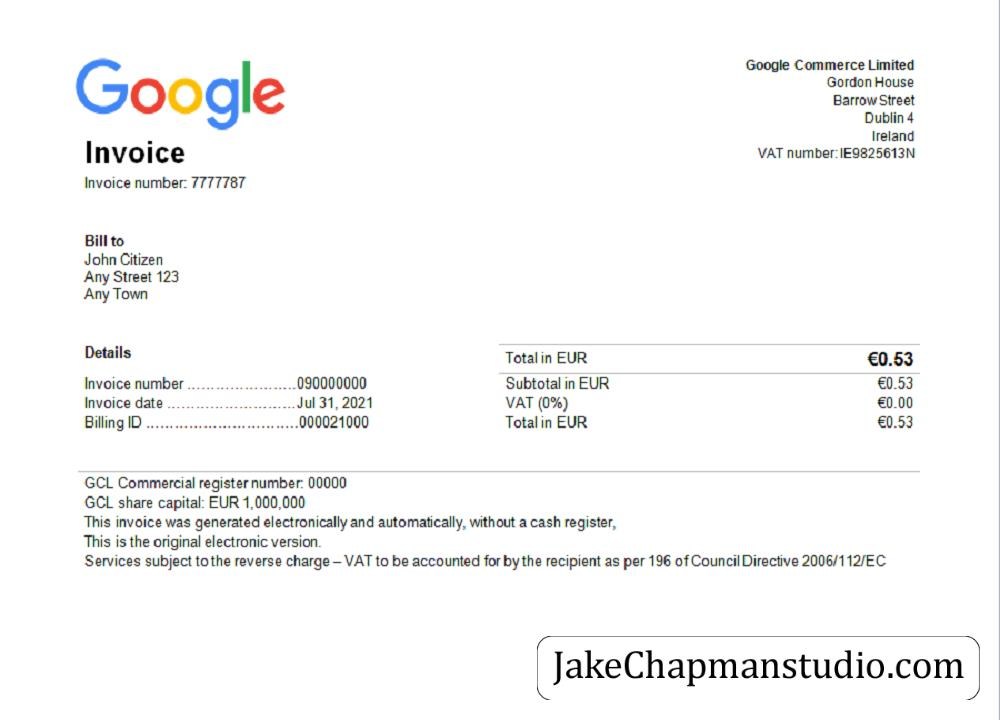 Google
Google Commerce Limited
Gordon House
Barrow Street
Dublin 4
Ireland
VAT number: IE9825613N
Invoice
Invoice number: 7777787
Bill to
John Citizen
Any Street 123
Any Town
Details
Invoice number ........................090000000
Invoice date ............................Jul 31, 2021
Billing ID .................................000021000
Total in EUR €0.53
Subtotal in EUR €0.53
VAT (0%) €0.00
Total in EUR €0.53
GCL Commercial register number: 00000
GCL share capital: EUR 1,000,000
This invoice was generated electronically and automatically, without a cash register,
This is the original electronic version.
Services subject to the reverse charge – VAT to be accounted for by the recipient as per 196 of Council Directive 2006/112/EC
JakeChapmanstudio.com